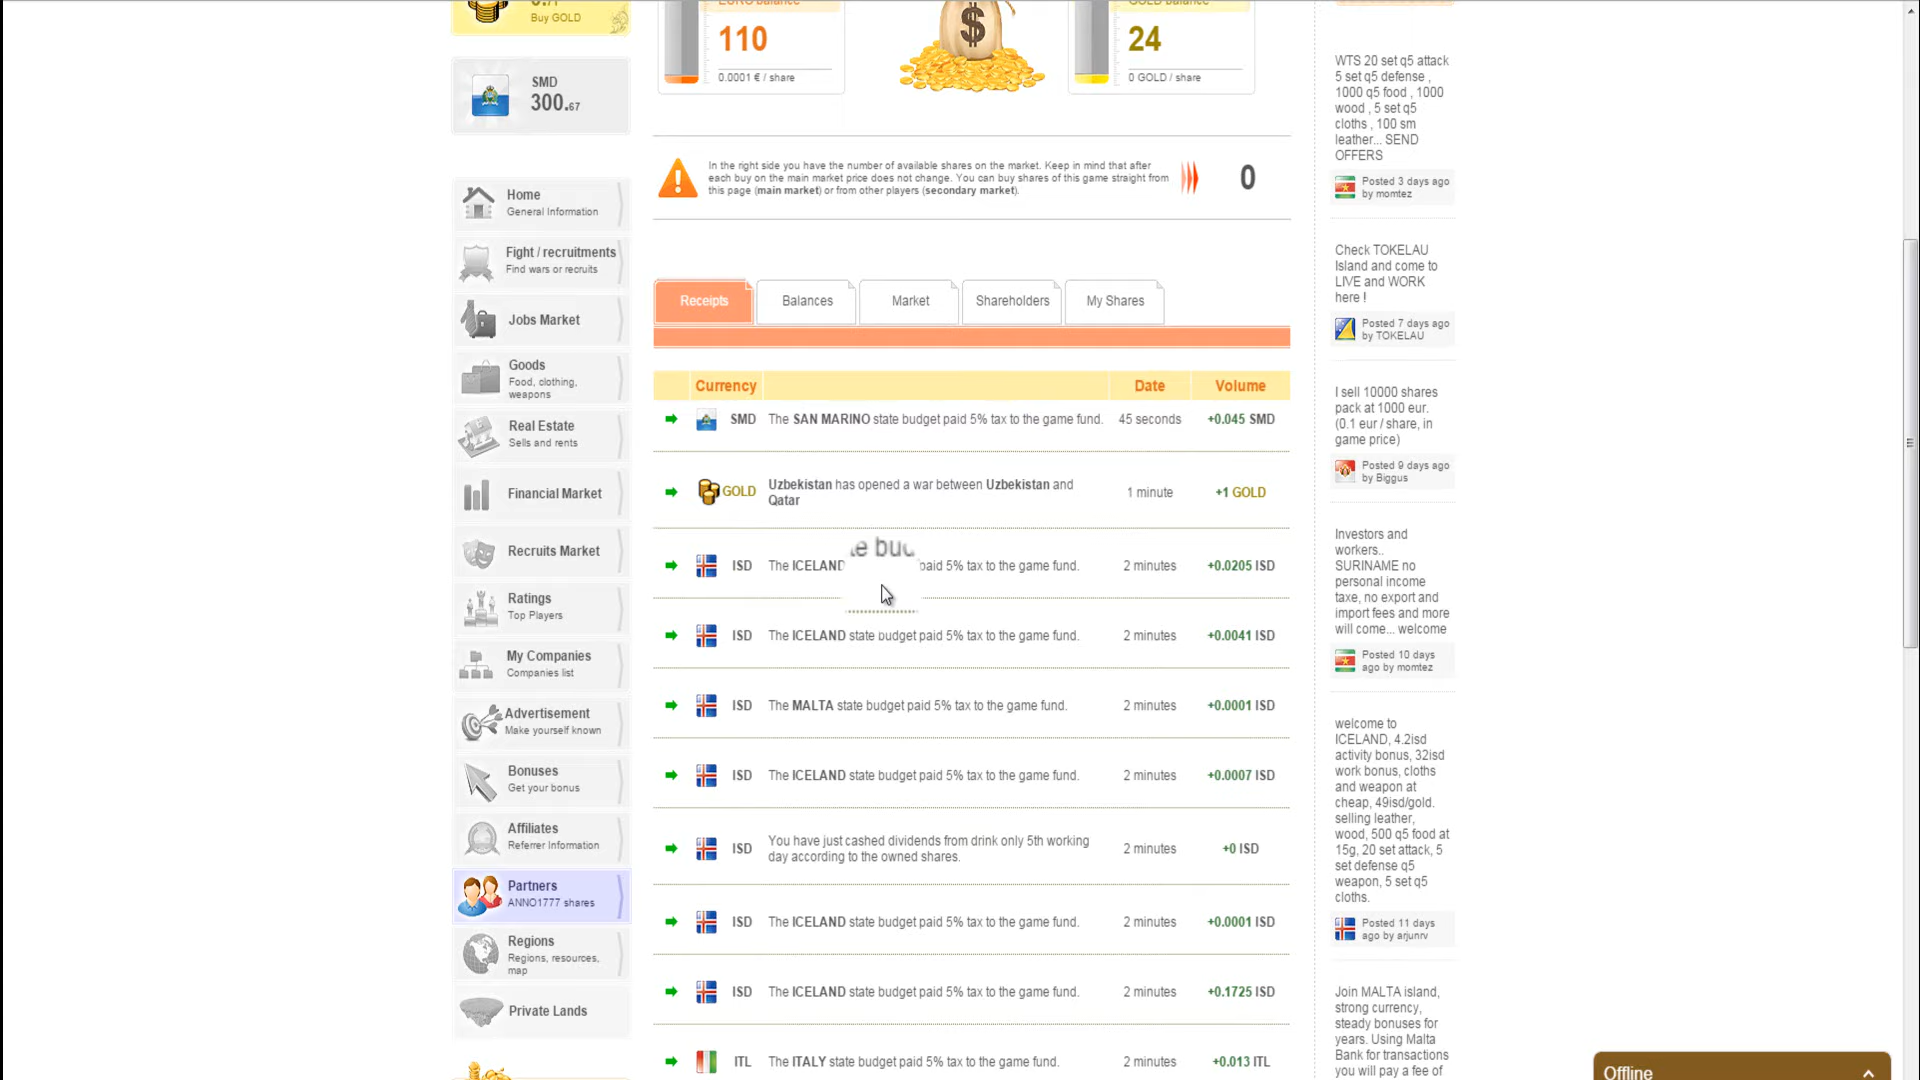 Buy GOLD
SMD
300.67
Home
General Information
Fight / recruitments
Find wars or recruits
Jobs Market
Goods
Food, clothing,
weapons
Real Estate
Sells and rents
Financial Market
Recruits Market
Ratings
Top Players
My Companies
Companies list
Advertisement
Make yourself known
Bonuses
Get your bonus
Affiliates
Referrer Information
Partners
ANNO1777 shares
Regions
Regions, resources,
map
Private Lands
EURO balance
110
0.0001 € / share
$
GOLD balance
24
0 GOLD / share
In the right side you have the number of available shares on the market. Keep in mind that after
each buy on the main market price does not change. You can buy shares of this game straight from
this page (main market) or from other players (secondary market).
0
Receipts Balances Market Shareholders My Shares
Currency Date Volume
SMD The SAN MARINO state budget paid 5% tax to the game fund. 45 seconds +0.045 SMD
GOLD Uzbekistan has opened a war between Uzbekistan and
Qatar 1 minute +1 GOLD
ISD The ICELAND paid 5% tax to the game fund. 2 minutes +0.0205 ISD
ISD The ICELAND state budget paid 5% tax to the game fund. 2 minutes +0.0041 ISD
ISD The MALTA state budget paid 5% tax to the game fund. 2 minutes +0.0001 ISD
ISD The ICELAND state budget paid 5% tax to the game fund. 2 minutes +0.0007 ISD
ISD You have just cashed dividends from drink only 5th working
day according to the owned shares. 2 minutes +0 ISD
ISD The ICELAND state budget paid 5% tax to the game fund. 2 minutes +0.0001 ISD
ISD The ICELAND state budget paid 5% tax to the game fund. 2 minutes +0.1725 ISD
ITL The ITALY state budget paid 5% tax to the game fund. 2 minutes +0.013 ITL
WTS 20 set q5 attack
5 set q5 defense ,
1000 q5 food , 1000
wood , 5 set q5
cloths , 100 sm
leather... SEND
OFFERS
Posted 3 days ago
by momtez
Check TOKELAU
Island and come to
LIVE and WORK
here !
Posted 7 days ago
by TOKELAU
I sell 10000 shares
pack at 1000 eur.
(0.1 eur / share, in
game price)
Posted 9 days ago
by Biggus
Investors and
workers..
SURINAME no
personal income
taxe, no export and
import fees and more
will come... welcome
Posted 10 days
ago by momtez
welcome to
ICELAND, 4.2isd
activity bonus, 32isd
work bonus, cloths
and weapon at
cheap, 49isd/gold.
selling leather,
wood, 500 q5 food at
15g, 20 set attack, 5
set defense q5
weapon, 5 set q5
cloths.
Posted 11 days
ago by arjunrv
Join MALTA island,
strong currency,
steady bonuses for
years. Using Malta
Bank for transactions
you will pay a fee of
Offline